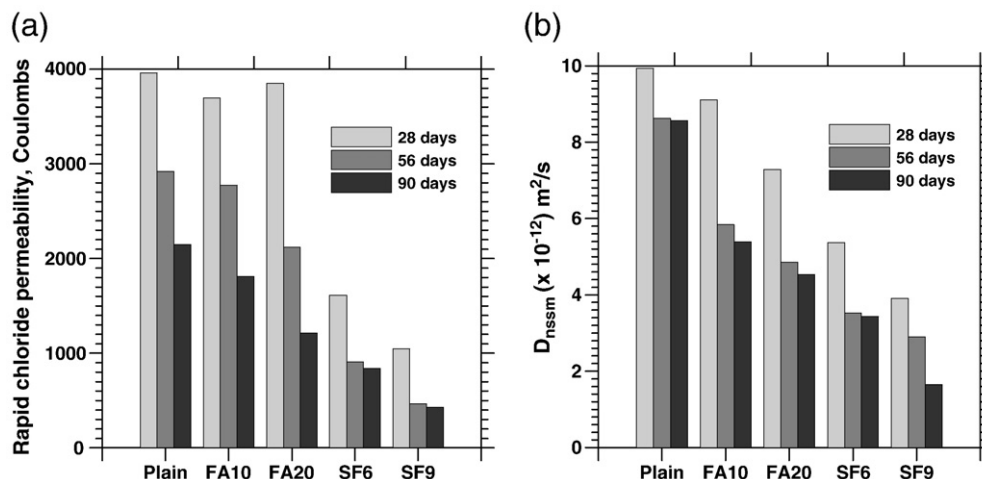 (a)
Rapid chloride permeability, Coulombs
4000
3000
2000
1000
0
28 days
56 days
90 days
Plain FA10 FA20 SF6 SF9
(b)
D_nssm (x 10^-12) m^2/s
10
8
6
4
2
0
28 days
56 days
90 days
Plain FA10 FA20 SF6 SF9